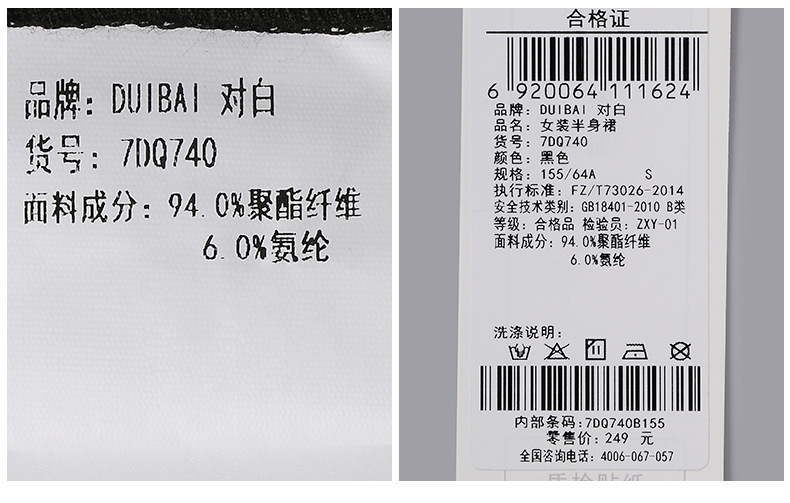 品牌: DUIBAI 对白
货号: 7DQ740
面料成分: 94.0%聚酯纤维
6.0%氨纶
合格证
6 920064 111624
品牌: DUIBAI 对白
品名: 女装半身裙
货号: 7DQ740
颜色: 黑色
规格: 155/64A S
执行标准: FZ/T73026-2014
安全技术类别: GB18401-2010 B类
等级: 合格品 检验员: ZXY-01
面料成分: 94.0%聚酯纤维
6.0%氨纶
洗涤说明:
内部条码:7DQ740B155
零售价: 249 元
全国咨询电话: 4006-067-057